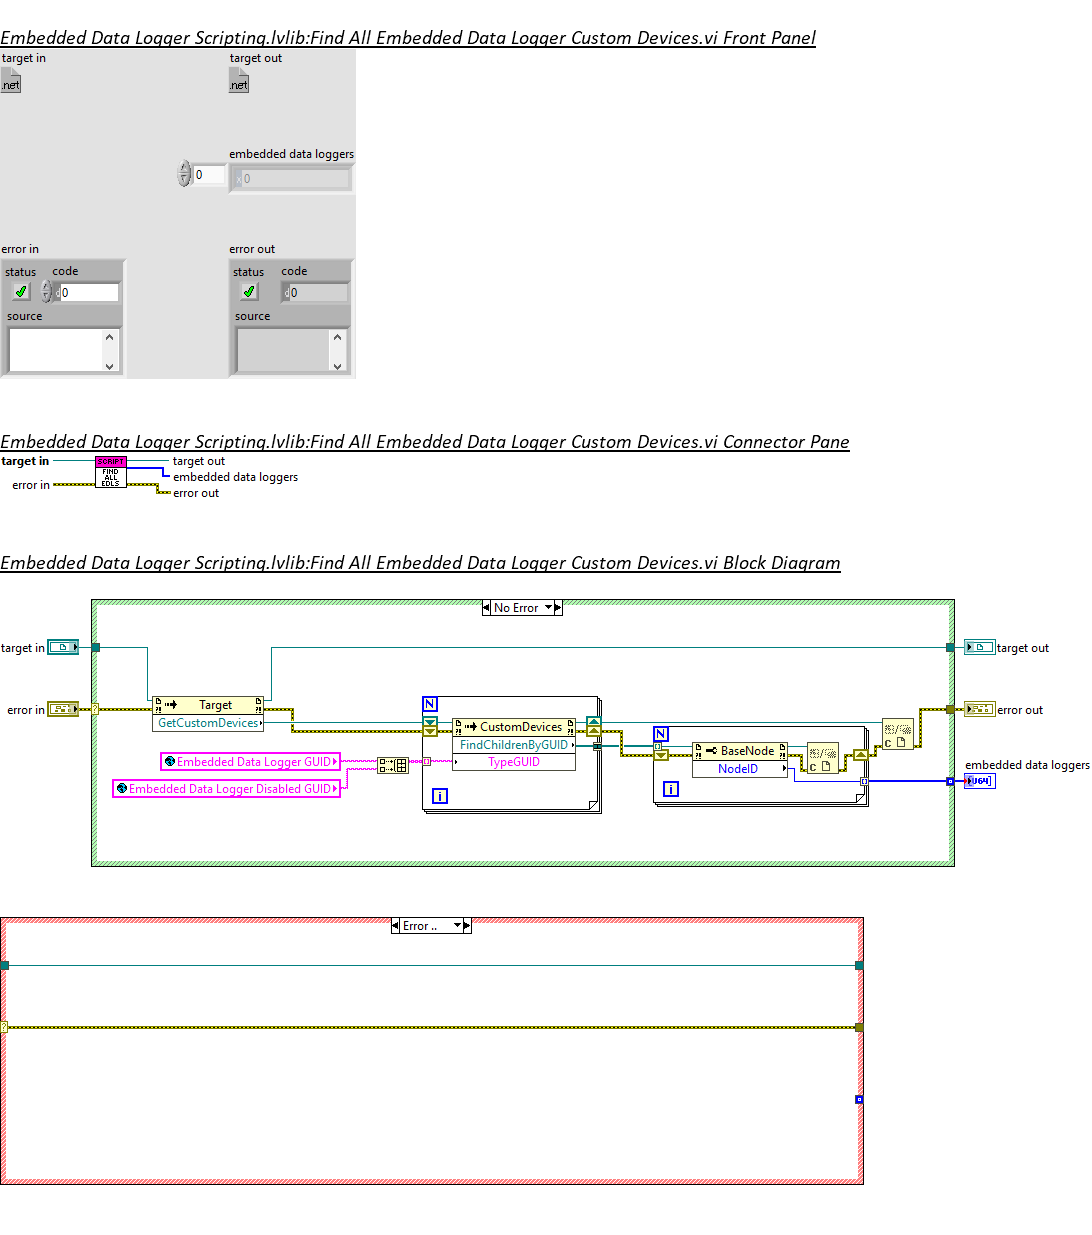 Embedded Data Logger Scripting.lvlib:Find All Embedded Data Logger Custom Devices.vi Front Panel
target in
target out
.net
.net
embedded data loggers
0
x 0
error in
error out
status code
status code
d 0
d 0
source
source
Embedded Data Logger Scripting.lvlib:Find All Embedded Data Logger Custom Devices.vi Connector Pane
target in
SCRIPT
FIND
ALL
EDLS
target out
embedded data loggers
error in
error out
Embedded Data Logger Scripting.lvlib:Find All Embedded Data Logger Custom Devices.vi Block Diagram
No Error
target in
target out
error in
?
Target
GetCustomDevices
N
CustomDevices
FindChildrenByGUID
TypeGUID
i
Embedded Data Logger GUID
Embedded Data Logger Disabled GUID
N
BaseNode
NodeID
i
C
C
error out
embedded data loggers
U64
Error ..
?